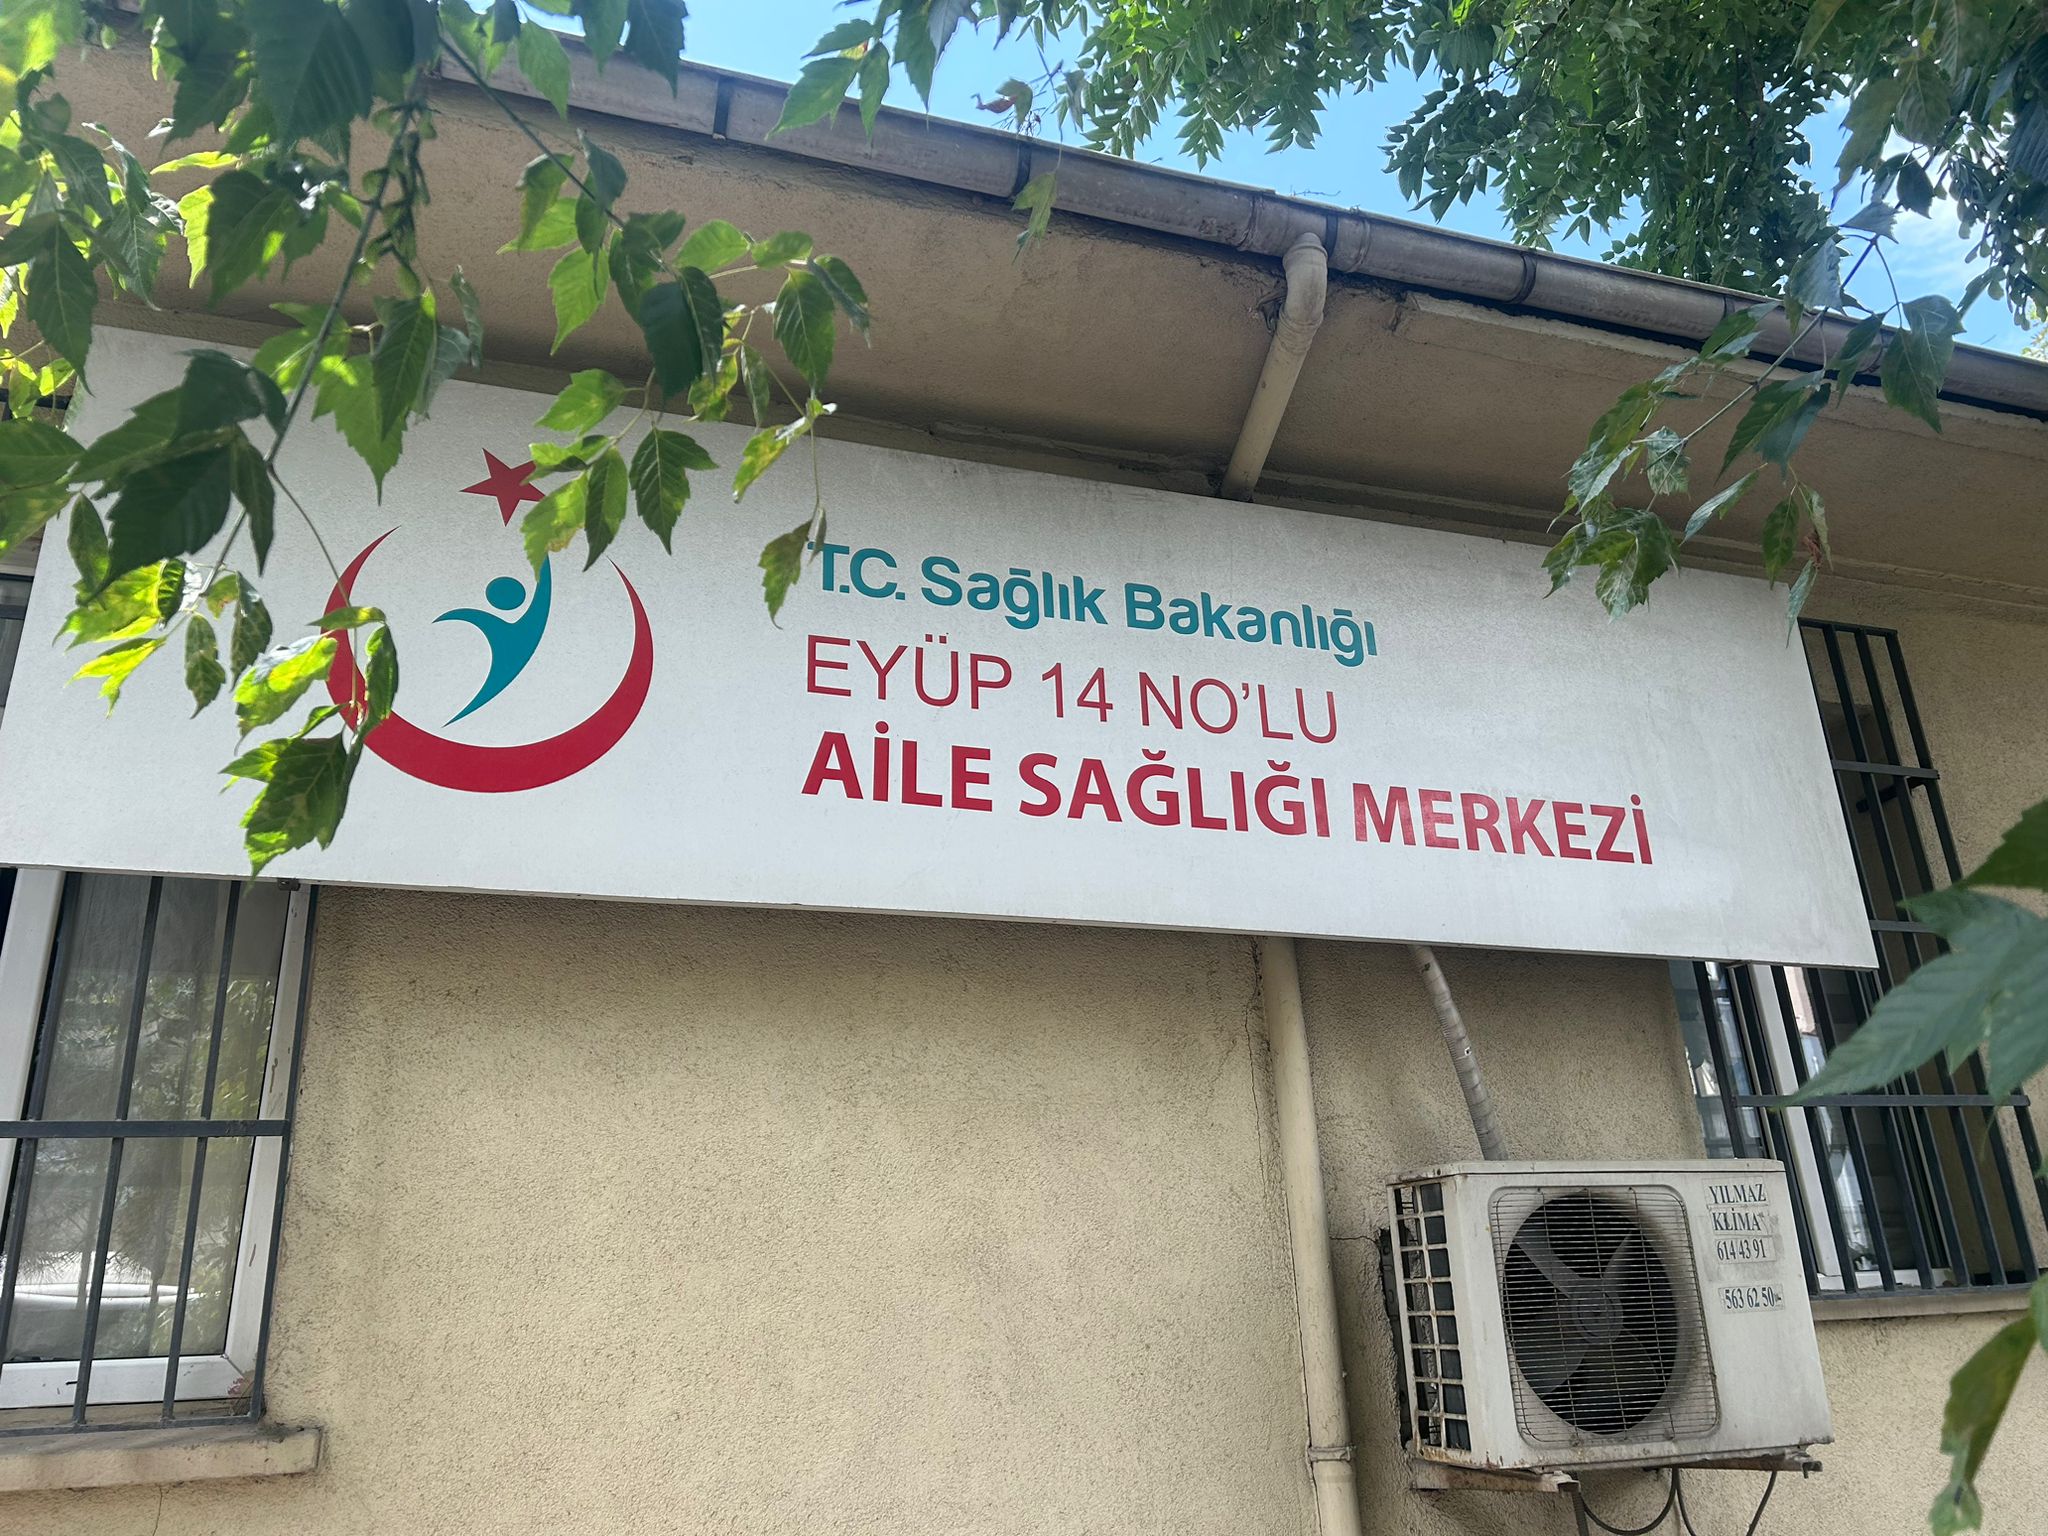 T.C. Sağlık Bakanlığı
EYÜP 14 NO'LU
AİLE SAĞLIĞI MERKEZİ
YILMAZ
KLİMA
614 43 91
563 62 50